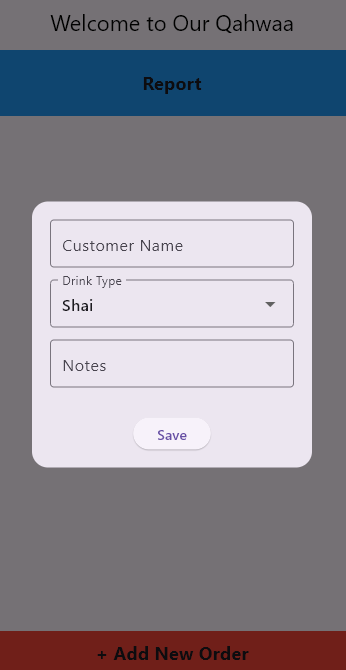 Welcome to Our Qahwaa
Report
Customer Name
Drink Type
Shai
Notes
Save
+ Add New Order